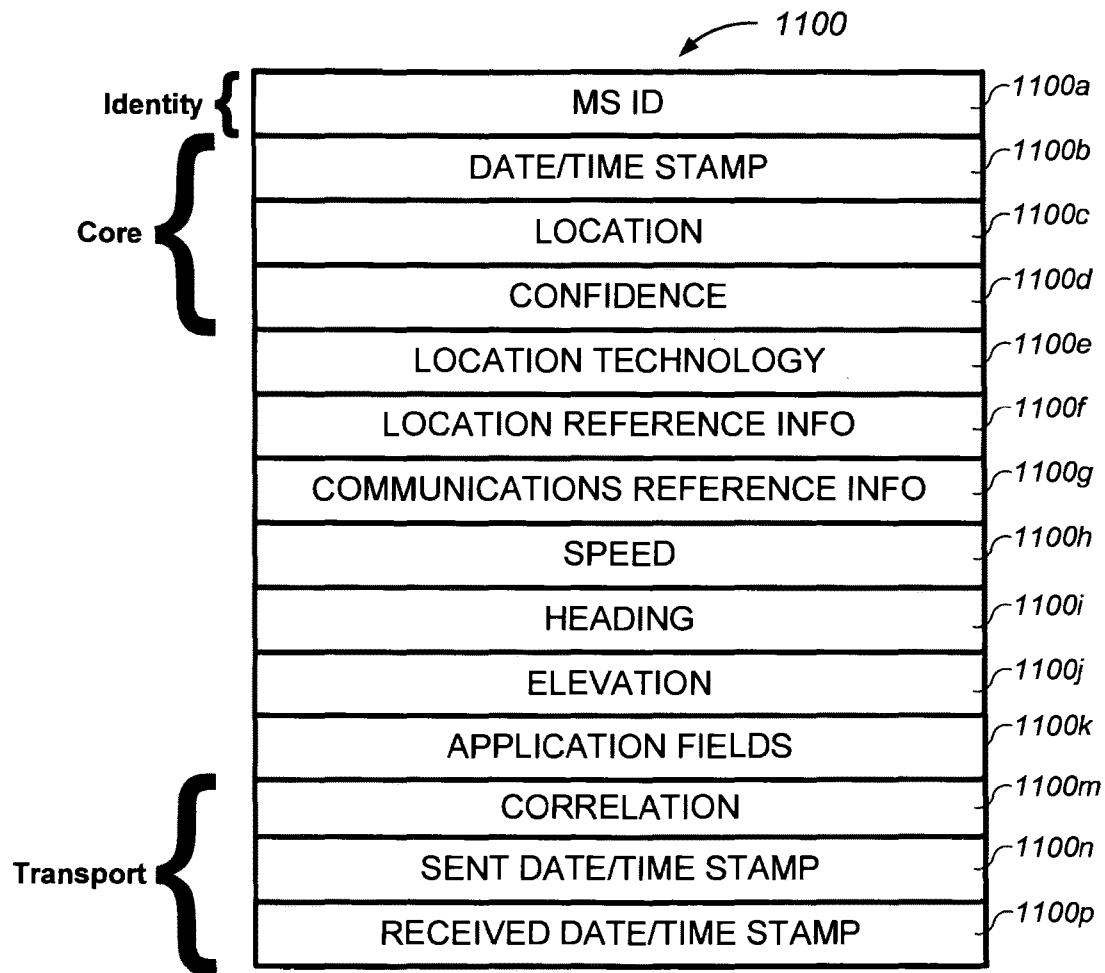 1100
Identity
MS ID
1100a
DATE/TIME STAMP
1100b
Core
LOCATION
1100c
CONFIDENCE
1100d
LOCATION TECHNOLOGY
1100e
LOCATION REFERENCE INFO
1100f
COMMUNICATIONS REFERENCE INFO
1100g
SPEED
1100h
HEADING
1100i
ELEVATION
1100j
APPLICATION FIELDS
1100k
CORRELATION
1100m
Transport
SENT DATE/TIME STAMP
1100n
RECEIVED DATE/TIME STAMP
1100p